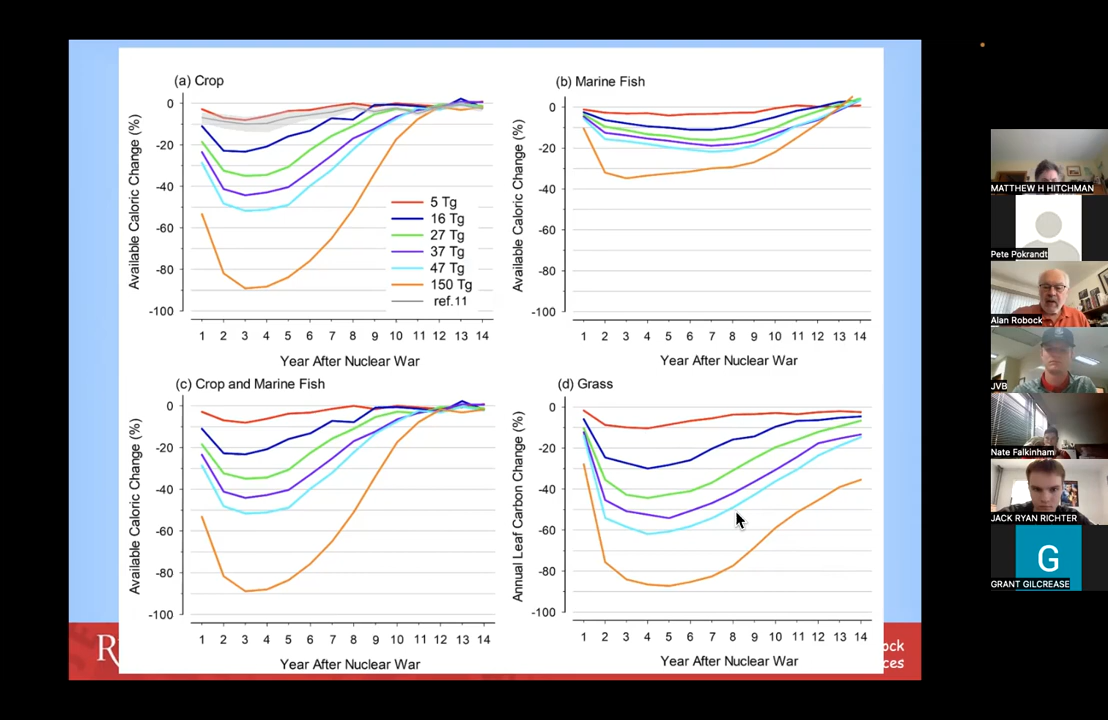 (a) Crop
Available Caloric Change (%)
0
-20
-40
-60
-80
-100
5 Tg
16 Tg
27 Tg
37 Tg
47 Tg
150 Tg
ref.11
1 2 3 4 5 6 7 8 9 10 11 12 13 14
Year After Nuclear War
(b) Marine Fish
Available Caloric Change (%)
0
-20
-40
-60
-80
-100
1 2 3 4 5 6 7 8 9 10 11 12 13 14
Year After Nuclear War
(c) Crop and Marine Fish
Available Caloric Change (%)
0
-20
-40
-60
-80
-100
1 2 3 4 5 6 7 8 9 10 11 12 13 14
Year After Nuclear War
(d) Grass
Annual Leaf Carbon Change (%)
0
-20
-40
-60
-80
-100
1 2 3 4 5 6 7 8 9 10 11 12 13 14
Year After Nuclear War
R
ock
ces
MATTHEW H HITCHMAN
Pete Pokrandt
Alan Robock
JVB
Nate Falkinham
JACK RYAN RICHTER
G
GRANT GILCREASE